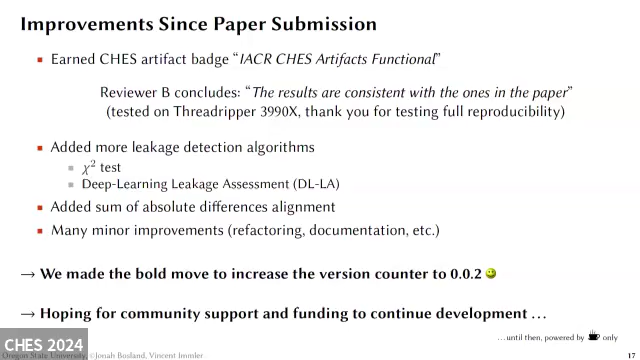 Improvements Since Paper Submission
Earned CHES artifact badge “IACR CHES Artifacts Functional”
Reviewer B concludes: “The results are consistent with the ones in the paper”
(tested on Threadripper 3990X, thank you for testing full reproducibility)
Added more leakage detection algorithms
χ² test
Deep-Learning Leakage Assessment (DL-LA)
Added sum of absolute differences alignment
Many minor improvements (refactoring, documentation, etc.)
→ We made the bold move to increase the version counter to 0.0.2
→ Hoping for community support and funding to continue development ...
...until then, powered by only
CHES 2024
Oregon State University, ©Jonah Bosland, Vincent Immler
17